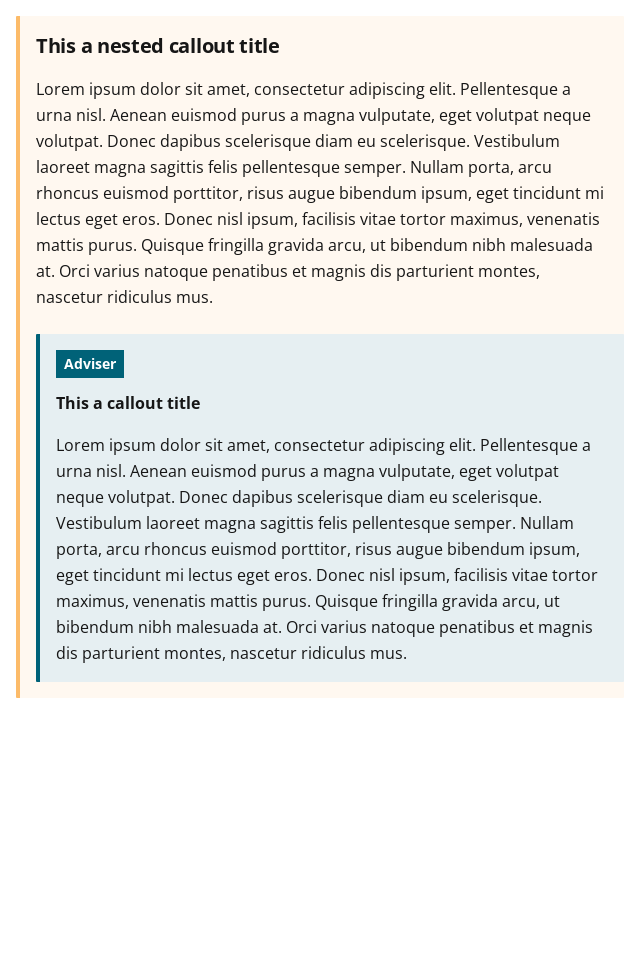 This a nested callout title
Lorem ipsum dolor sit amet, consectetur adipiscing elit. Pellentesque a
urna nisl. Aenean euismod purus a magna vulputate, eget volutpat neque
volutpat. Donec dapibus scelerisque diam eu scelerisque. Vestibulum
laoreet magna sagittis felis pellentesque semper. Nullam porta, arcu
rhoncus euismod porttitor, risus augue bibendum ipsum, eget tincidunt mi
lectus eget eros. Donec nisl ipsum, facilisis vitae tortor maximus, venenatis
mattis purus. Quisque fringilla gravida arcu, ut bibendum nibh malesuada
at. Orci varius natoque penatibus et magnis dis parturient montes,
nascetur ridiculus mus.
Adviser
This a callout title
Lorem ipsum dolor sit amet, consectetur adipiscing elit. Pellentesque a
urna nisl. Aenean euismod purus a magna vulputate, eget volutpat
neque volutpat. Donec dapibus scelerisque diam eu scelerisque.
Vestibulum laoreet magna sagittis felis pellentesque semper. Nullam
porta, arcu rhoncus euismod porttitor, risus augue bibendum ipsum,
eget tincidunt mi lectus eget eros. Donec nisl ipsum, facilisis vitae tortor
maximus, venenatis mattis purus. Quisque fringilla gravida arcu, ut
bibendum nibh malesuada at. Orci varius natoque penatibus et magnis
dis parturient montes, nascetur ridiculus mus.